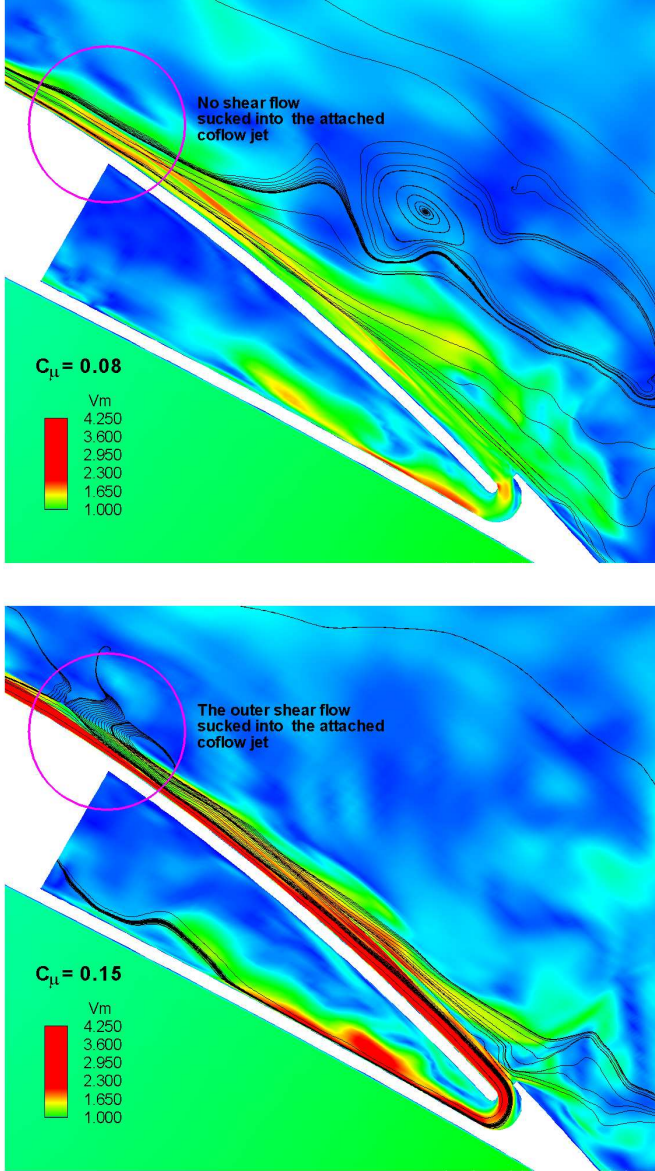 No shear flow
sucked into the attached
coflow jet
Cμ = 0.08
Vm
4.250
3.600
2.950
2.300
1.650
1.000
The outer shear flow
sucked into the attached
coflow jet
Cμ = 0.15
Vm
4.250
3.600
2.950
2.300
1.650
1.000